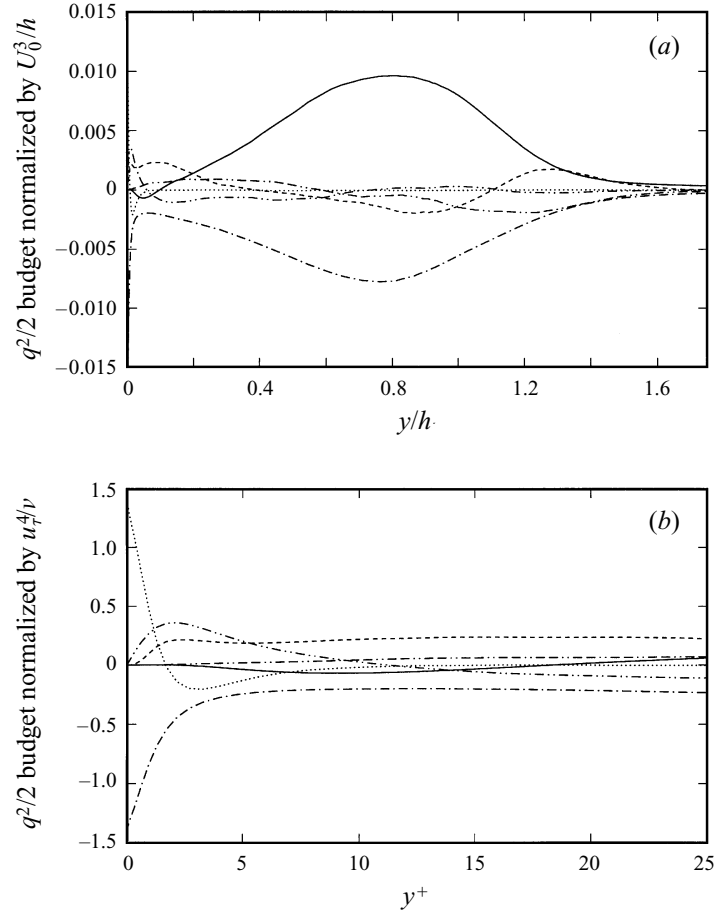 0.015
(a)
0.010
0.005
0
−0.005
−0.010
−0.015
q²/2 budget normalized by U₀³/h
0 0.4 0.8 1.2 1.6
y/h
1.5
(b)
1.0
0.5
0
−0.5
−1.0
−1.5
q²/2 budget normalized by u_τ⁴/ν
0 5 10 15 20 25
y⁺